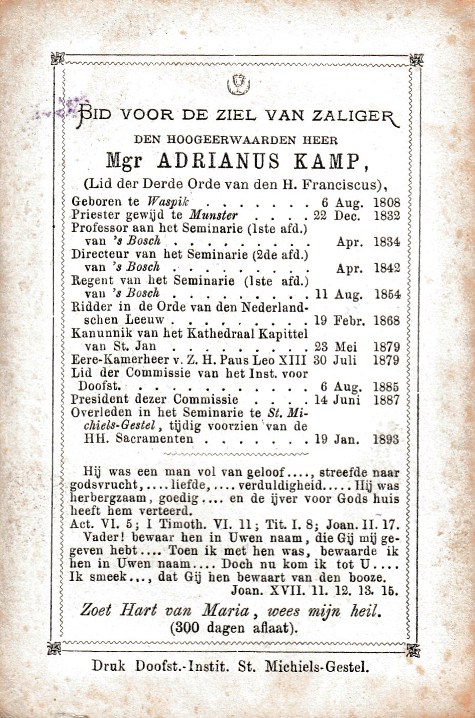 BID VOOR DE ZIEL VAN ZALIGER
DEN HOOGEERWAARDEN HEER
Mgr ADRIANUS KAMP,
(Lid der Derde Orde van den H. Franciscus),
Geboren te Waspik . . . . . 6 Aug. 1808
Priester gewijd te Munster . . . . . 22 Dec. 1832
Professor aan het Seminarie (1ste afd.)
van 's Bosch . . . . . . . . . Apr. 1834
Directeur van het Seminarie (2de afd.)
van 's Bosch . . . . . . . . . Apr. 1842
Regent van het Seminarie (1ste afd.)
van 's Bosch . . . . . . . . . 11 Aug. 1854
Ridder in de Orde van den Nederland-
schen Leeuw . . . . . . . . . 19 Febr. 1868
Kanunnik van het Kathedraal Kapittel
van St. Jan . . . . . . . . . 23 Mei 1879
Eere-Kamerheer v. Z. H. Paus Leo XIII 30 Juli 1879
Lid der Commissie van het Inst. voor
Doofst. . . . . . . . . . . . 6 Aug. 1885
President dezer Commissie . . . . 14 Juni 1887
Overleden in het Seminarie te St. Mi-
chiels-Gestel, tijdig voorzien van de
HH. Sacramenten . . . . . . . 19 Jan. 1893
Hij was een man vol van geloof...., streefde naar
godsvrucht, .... liefde, .... verduldigheid..... Hij was
herbergzaam, goedig .... en de ijver voor Gods huis
heeft hem verteerd.
Act. VI. 5; I Timoth. VI. 11; Tit. I. 8; Joan. II. 17.
Vader! bewaar hen in Uwen naam, die Gij mij ge-
geven hebt.... Toen ik met hen was, bewaarde ik
hen in Uwen naam.... Doch nu kom ik tot U....
Ik smeek..., dat Gij hen bewaart van den booze.
Joan. XVII. 11. 12. 13. 15.
Zoet Hart van Maria, wees mijn heil.
(300 dagen aflaat).
Druk Doofst.-Instit. St. Michiels-Gestel.